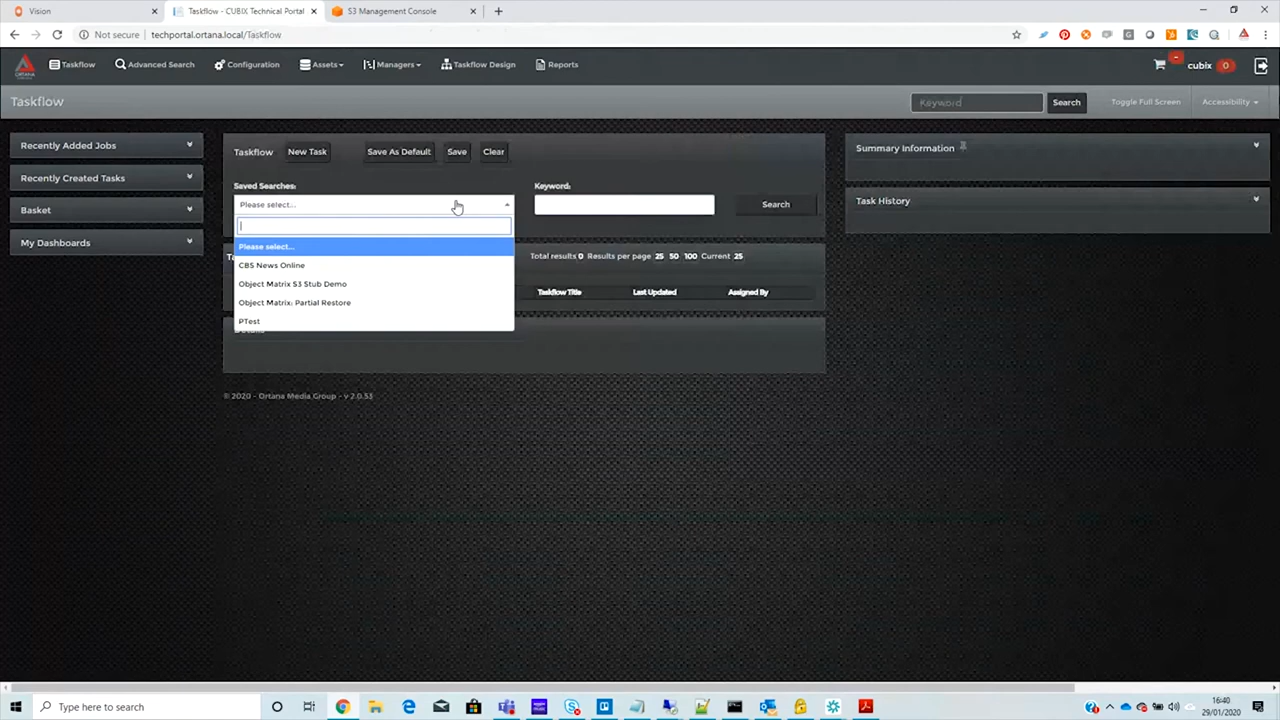 Vision
Taskflow - CUBIX Technical Portal
S3 Management Console
Not secure
techportal.ortana.local/Taskflow
Taskflow
Advanced Search
Configuration
Assets
Managers
Taskflow Design
Reports
cubix
0
Taskflow
Keyword
Search
Toggle Full Screen
Accessibility
Recently Added Jobs
Recently Created Tasks
Basket
My Dashboards
Taskflow
New Task
Save As Default
Save
Clear
Saved Searches:
Keyword:
Please select...
Search
Please select...
CBS News Online
Object Matrix S3 Stub Demo
Object Matrix: Partial Restore
PTest
Total results 0 Results per page 25 50 100 Current 25
Taskflow Title
Last Updated
Assigned By
© 2020 - Ortana Media Group - v 7.0.53
Summary Information
Task History
Type here to search
16:40
29/01/2020